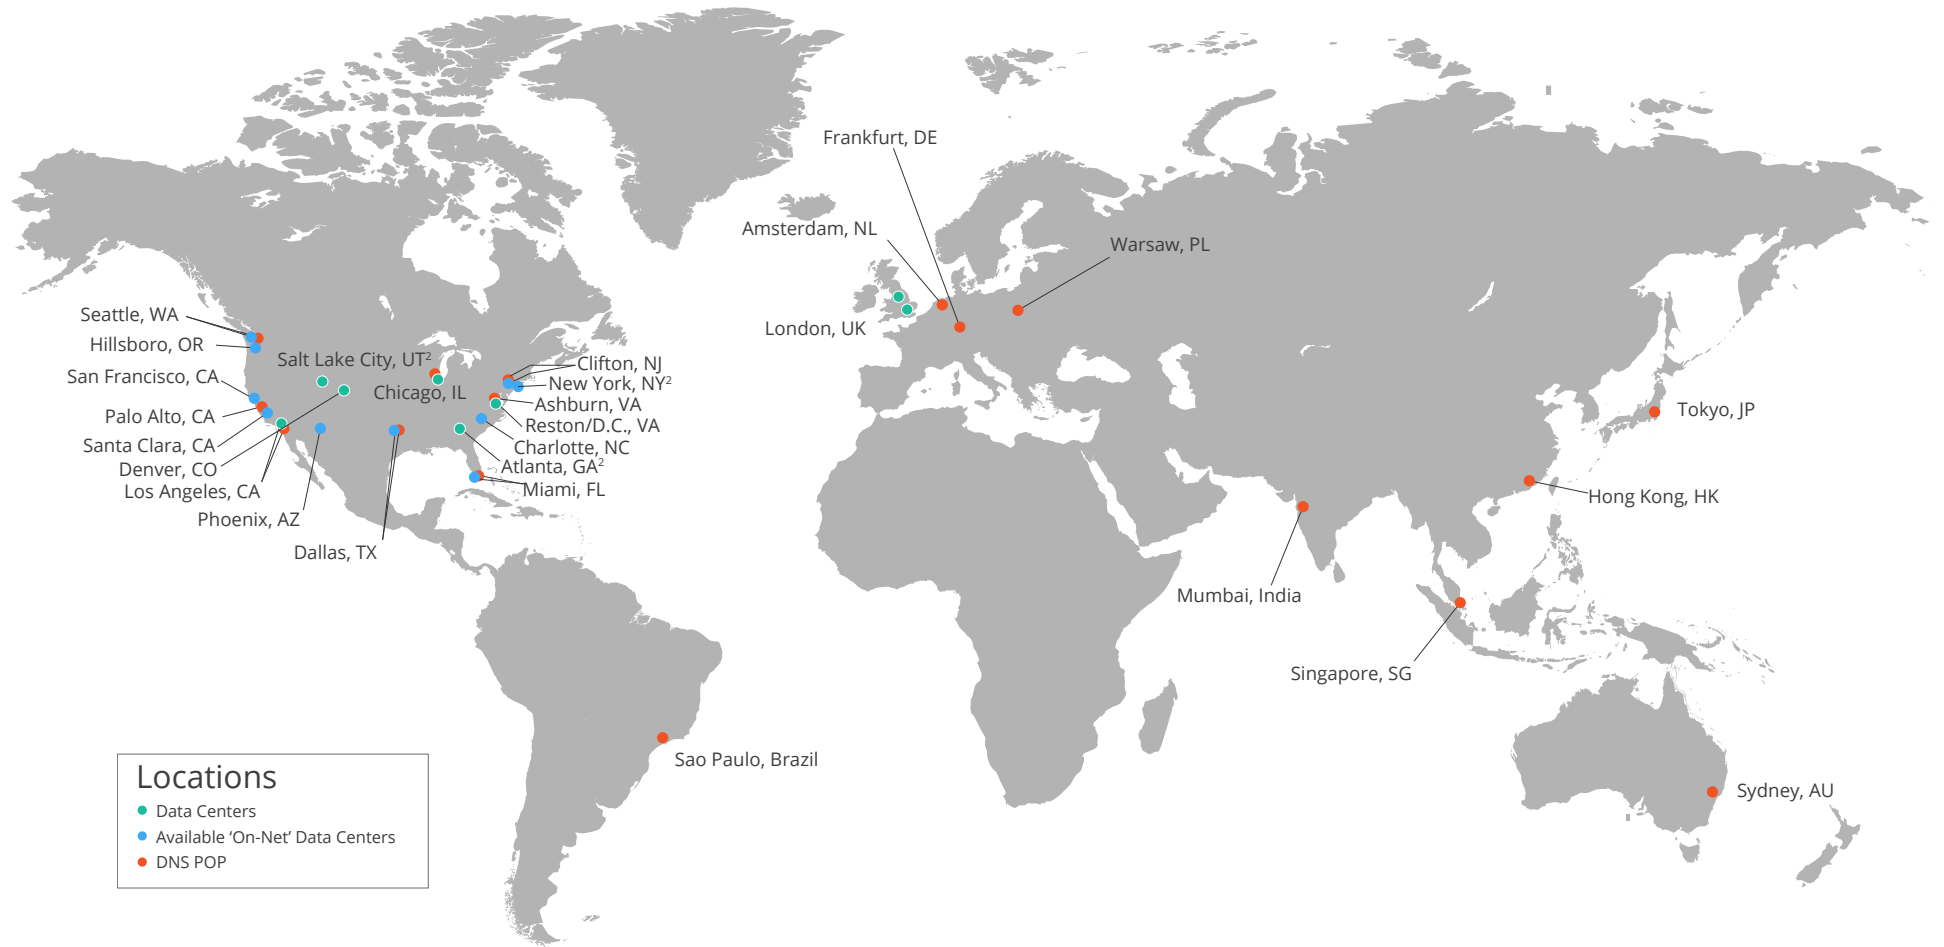 Frankfurt, DE
Amsterdam, NL
Warsaw, PL
London, UK
Seattle, WA
Hillsboro, OR
Salt Lake City, UT²
San Francisco, CA
Chicago, IL
Palo Alto, CA
Santa Clara, CA
Denver, CO
Los Angeles, CA
Phoenix, AZ
Dallas, TX
Clifton, NJ
New York, NY²
Ashburn, VA
Reston/D.C., VA
Charlotte, NC
Atlanta, GA²
Miami, FL
Tokyo, JP
Hong Kong, HK
Mumbai, India
Singapore, SG
Sao Paulo, Brazil
Sydney, AU
Locations
Data Centers
Available ‘On-Net’ Data Centers
DNS POP